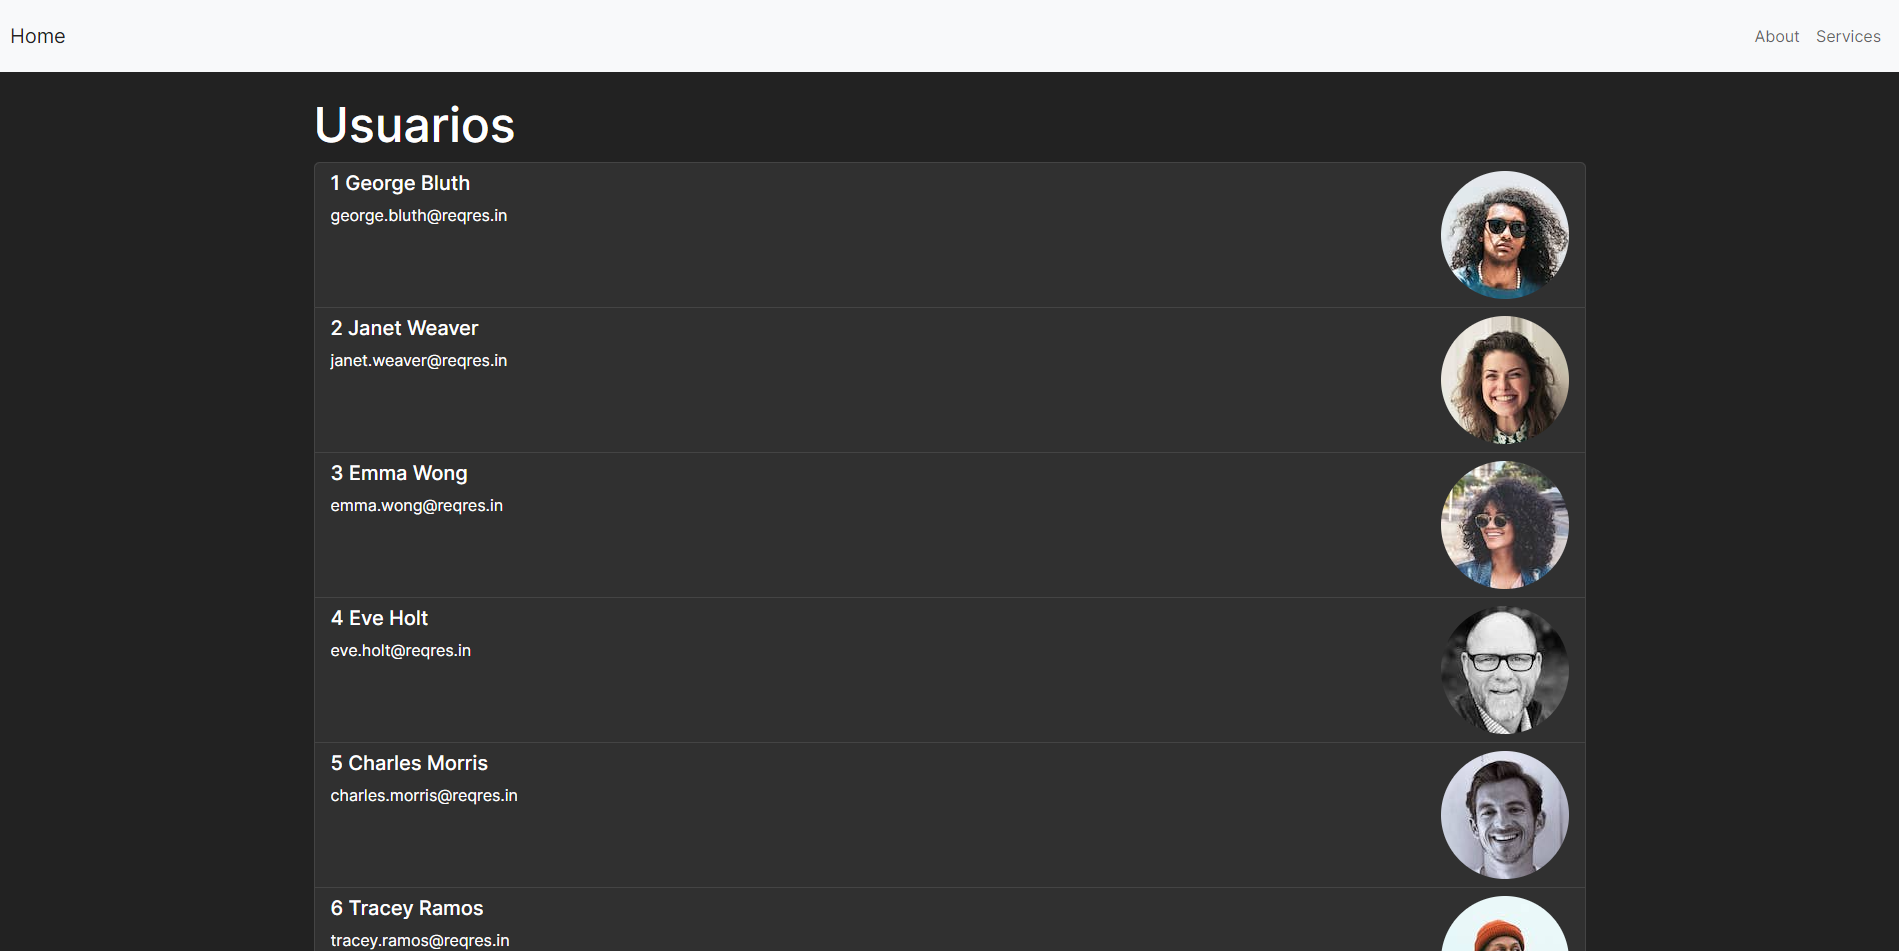 Home
About
Services
Usuarios
1 George Bluth
george.bluth@reqres.in
2 Janet Weaver
janet.weaver@reqres.in
3 Emma Wong
emma.wong@reqres.in
4 Eve Holt
eve.holt@reqres.in
5 Charles Morris
charles.morris@reqres.in
6 Tracey Ramos
tracey.ramos@reqres.in